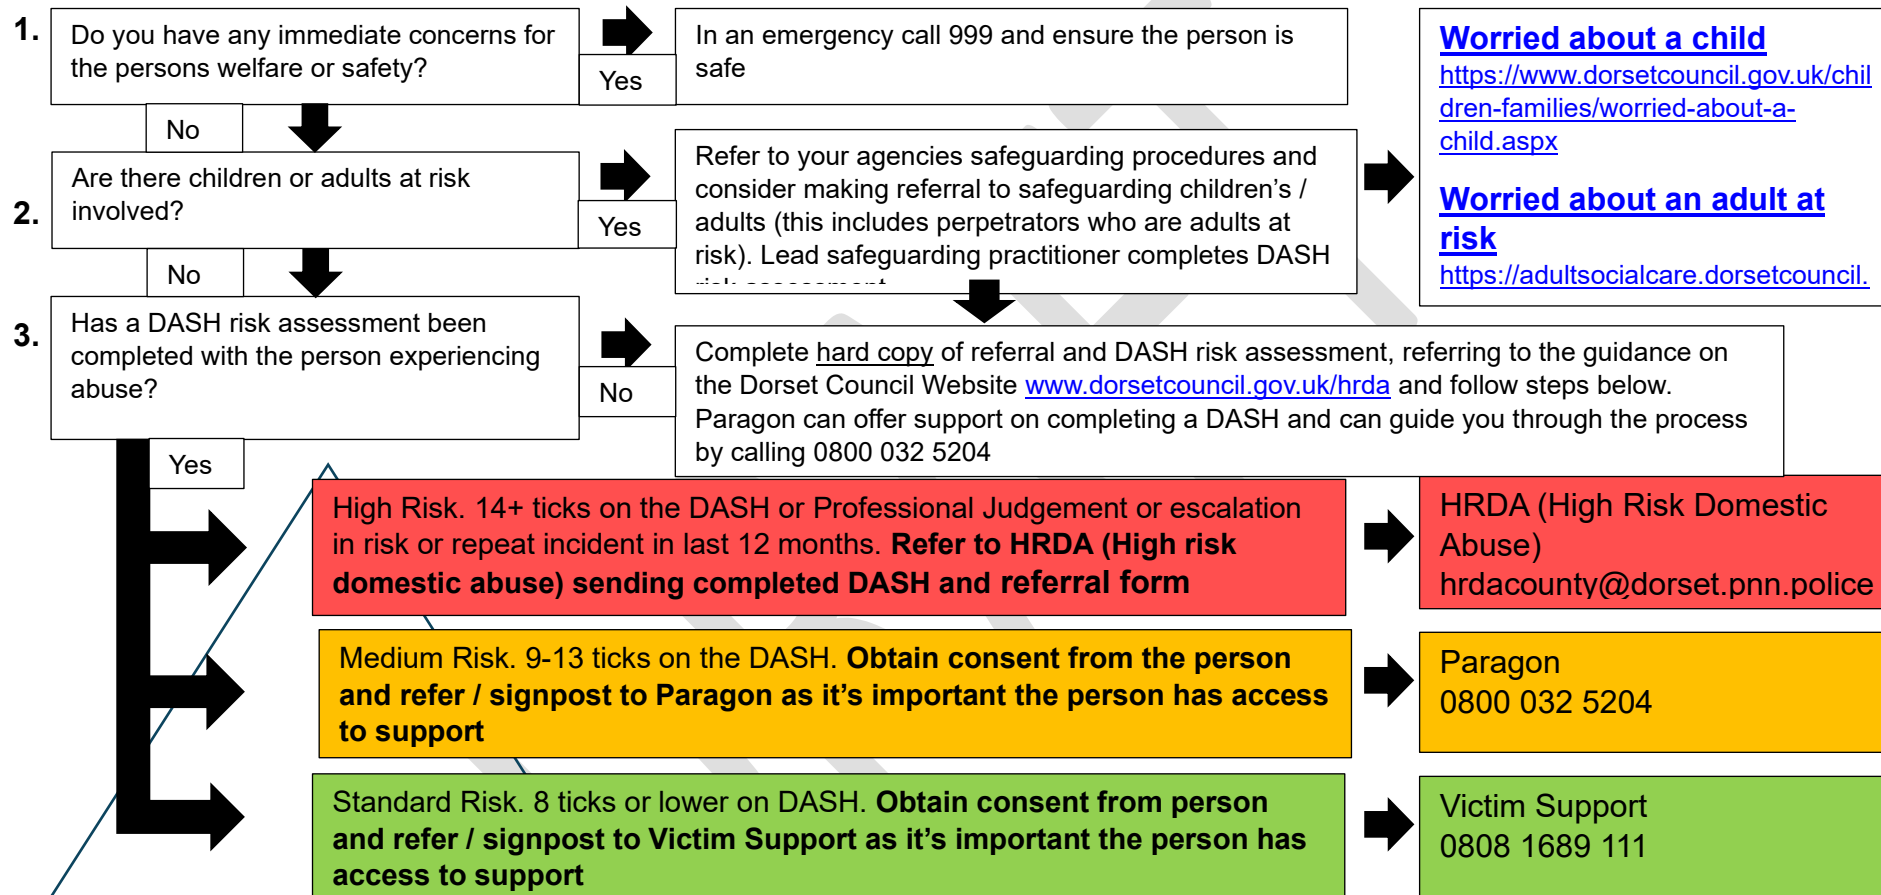 1.
Do you have any immediate concerns for
the persons welfare or safety?
Yes
In an emergency call 999 and ensure the person is
safe
No
2.
Are there children or adults at risk
involved?
Yes
Refer to your agencies safeguarding procedures and
consider making referral to safeguarding children's /
adults (this includes perpetrators who are adults at
risk). Lead safeguarding practitioner completes DASH
risk assessment
Worried about a child
https://www.dorsetcouncil.gov.uk/chil
dren-families/worried-about-a-
child.aspx
Worried about an adult at
risk
https://adultsocialcare.dorsetcouncil.
No
3.
Has a DASH risk assessment been
completed with the person experiencing
abuse?
No
Complete hard copy of referral and DASH risk assessment, referring to the guidance on
the Dorset Council Website www.dorsetcouncil.gov.uk/hrda and follow steps below.
Paragon can offer support on completing a DASH and can guide you through the process
by calling 0800 032 5204
Yes
High Risk. 14+ ticks on the DASH or Professional Judgement or escalation
in risk or repeat incident in last 12 months. Refer to HRDA (High risk
domestic abuse) sending completed DASH and referral form
HRDA (High Risk Domestic
Abuse)
hrdacounty@dorset.pnn.police
Medium Risk. 9-13 ticks on the DASH. Obtain consent from the person
and refer / signpost to Paragon as it's important the person has access
to support
Paragon
0800 032 5204
Standard Risk. 8 ticks or lower on DASH. Obtain consent from person
and refer / signpost to Victim Support as it's important the person has
access to support
Victim Support
0808 1689 111